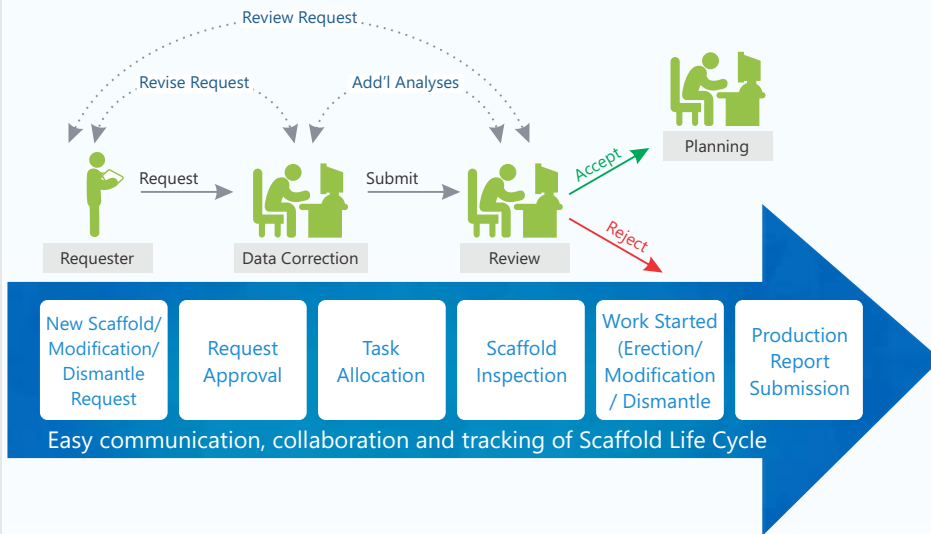 Review Request
Revise Request
Add'l Analyses
Request
Submit
Accept
Reject
Planning
Requester
Data Correction
Review
New Scaffold/
Modification/
Dismantle
Request
Request
Approval
Task
Allocation
Scaffold
Inspection
Work Started
(Erection/
Modification
/ Dismantle
Production
Report
Submission
Easy communication, collaboration and tracking of Scaffold Life Cycle